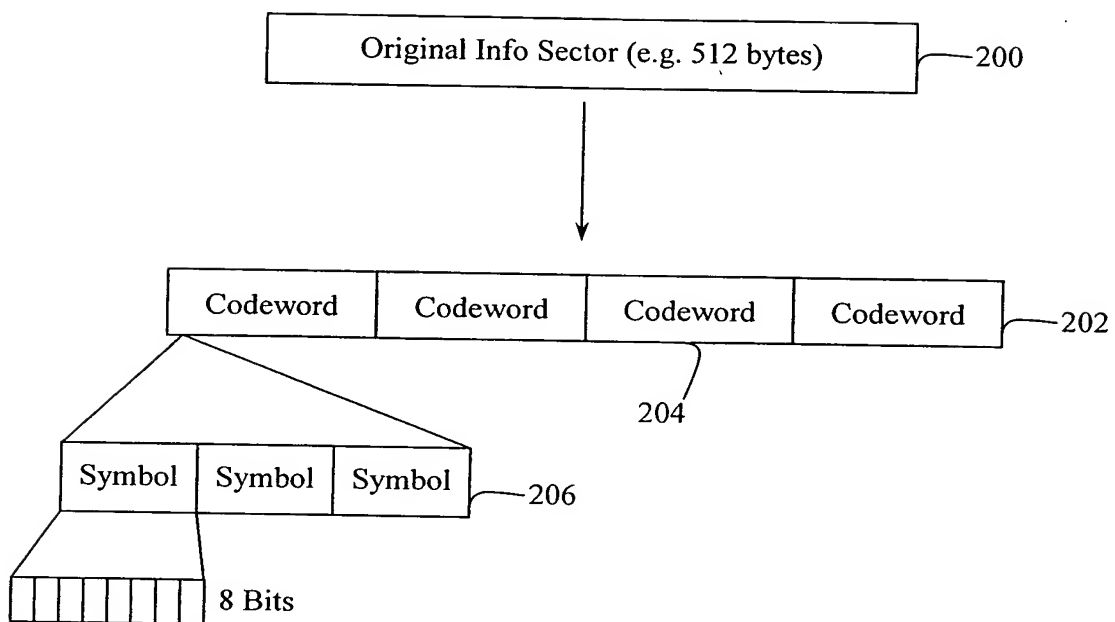 Original Info Sector (e.g. 512 bytes)
200
Codeword Codeword Codeword Codeword
202
204
Symbol Symbol Symbol
206
8 Bits